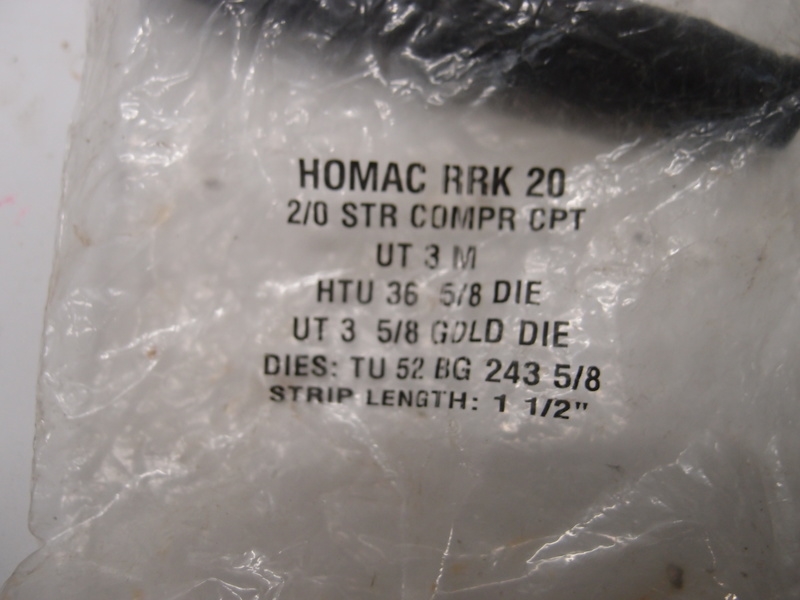 HOMAC RRK 20
2/0 STR COMPR CPT
UT 3 M
HTU 36 5/8 DIE
UT 3 5/8 GOLD DIE
DIES: TU 52 BG 243 5/8
STRIP LENGTH: 1 1/2"